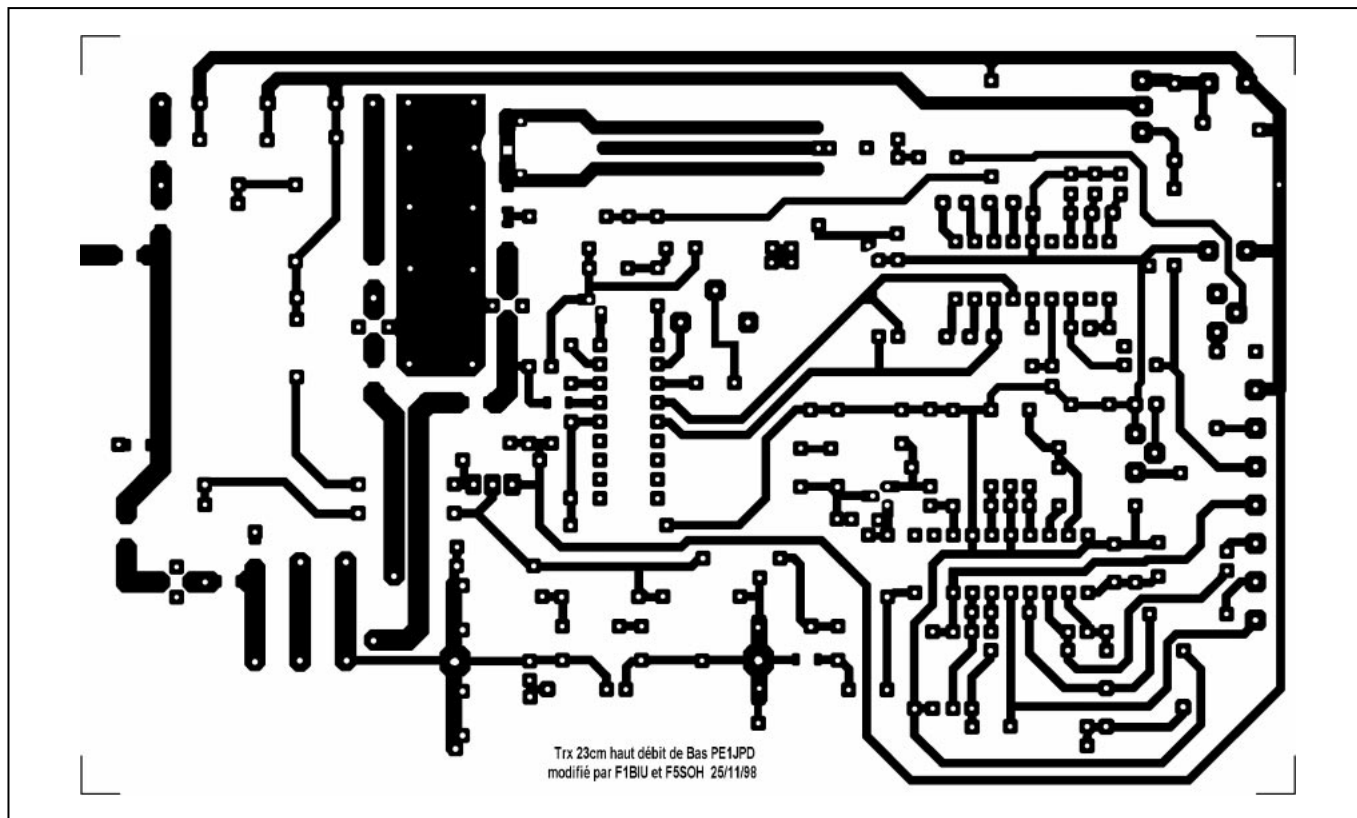 Trx 23cm haut débit de Bas PE1JPD
modifié par F1BIU et F5SOH 25/11/98